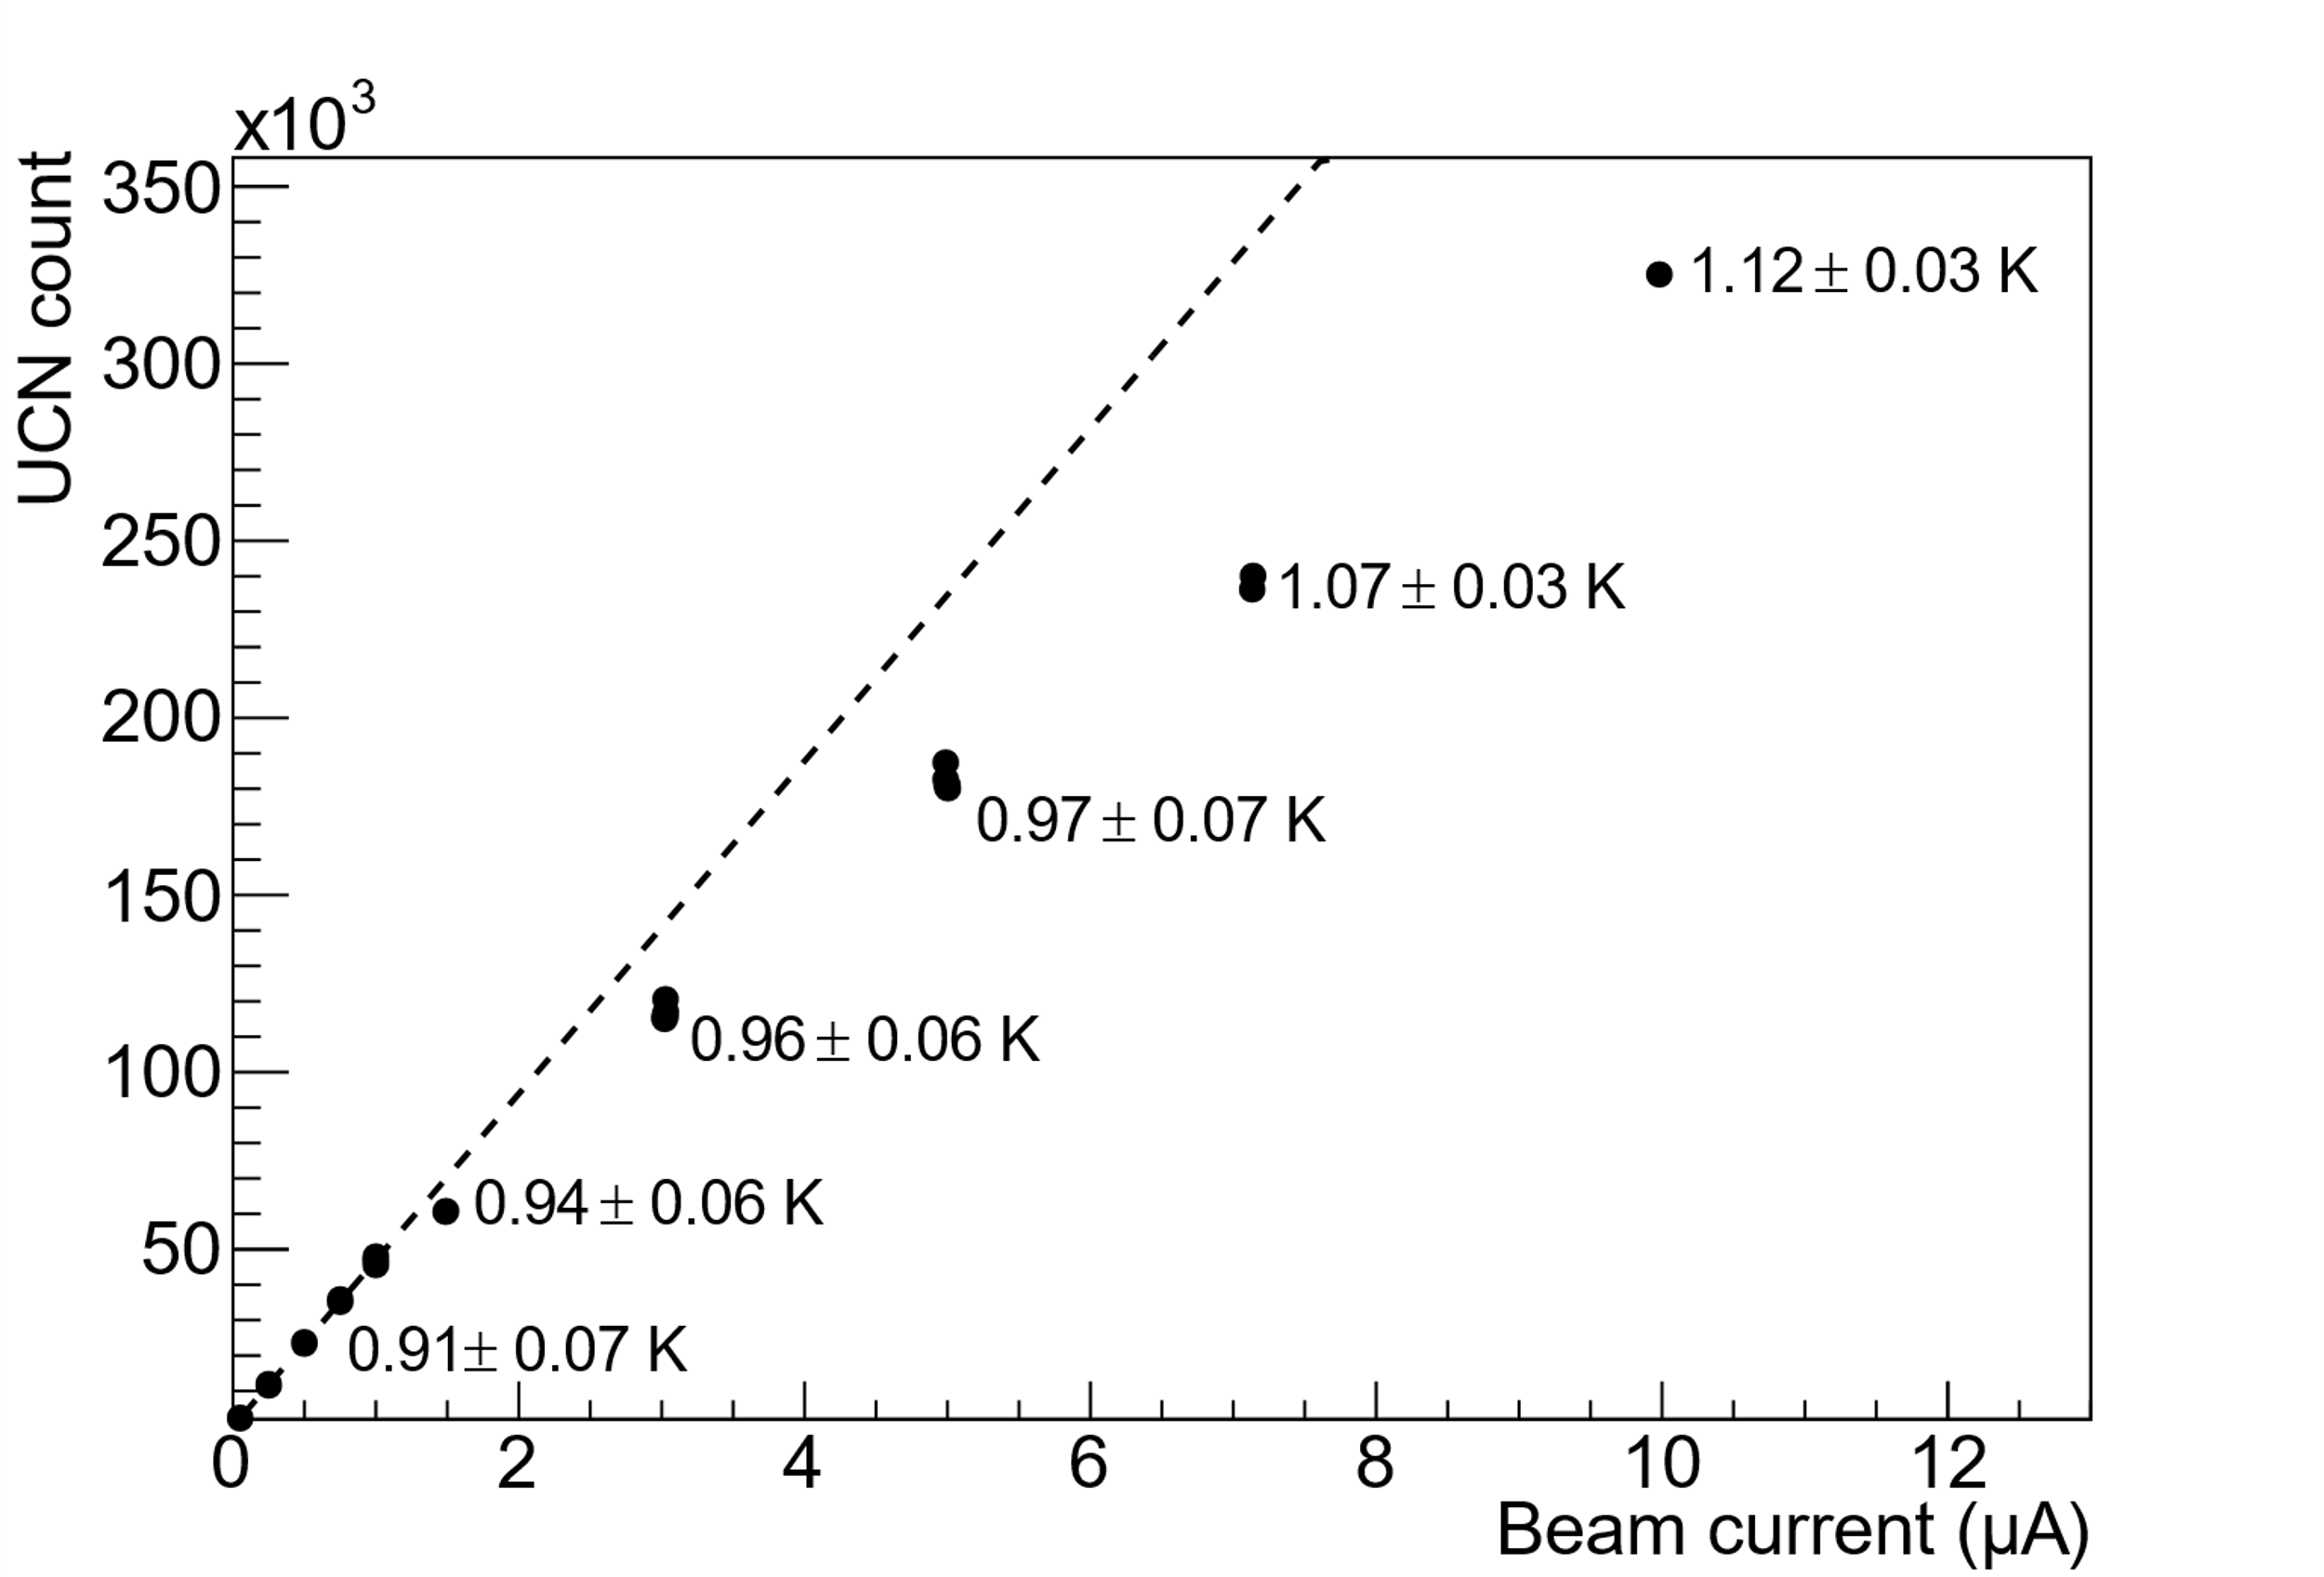 x10³
UCN count
350
300
250
200
150
100
50
1.12 ± 0.03 K
1.07 ± 0.03 K
0.97 ± 0.07 K
0.96 ± 0.06 K
0.94 ± 0.06 K
0.91 ± 0.07 K
0 2 4 6 8 10 12
Beam current (µA)